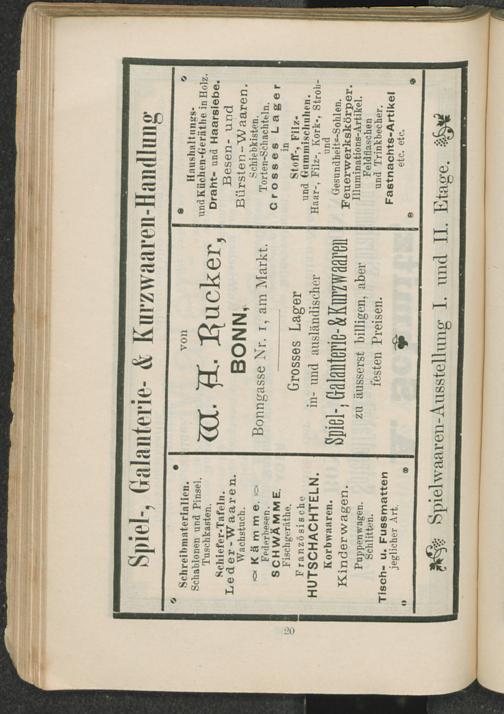 Spiel-, Galanterie- & Kurzwaaren-Handlung
Schreibmaterialien.
Schablonen und Pinsel.
Tuschkasten.
Schiefer-Tafeln.
Leder-Waaren.
Wachstuch.
Kämme.
Federbesen.
SCHWÄMME.
Fischgeräthe.
Französische
HUTSCHACHTELN.
Korbwaaren.
Kinderwagen.
Puppenwagen.
Schlitten.
Tisch- u. Fussmatten
jeglicher Art.
von
W. A. Rucker,
BONN,
Bonngasse Nr. 1, am Markt.
Grosses Lager
in- und ausländischer
Spiel-, Galanterie- & Kurzwaaren
zu äusserst billigen, aber
festen Preisen.
Haushaltungs-
und Küchen-Geräthe in Holz.
Draht- und Haarsiebe.
Besen- und
Bürsten-Waaren.
Schiebkisten.
Torten-Schachteln.
Grosses Lager
in
Stoff-, Filz-
und Gummischuhen.
Haar-, Filz-, Kork-, Stroh-
und
Gesundheits-Sohlen.
Feuerwerkskörper.
Illuminations-Artikel.
Feldflaschen
und Trinkbecher.
Fastnachts-Artikel
etc. etc.
Spielwaaren-Ausstellung I. und II. Etage.
20